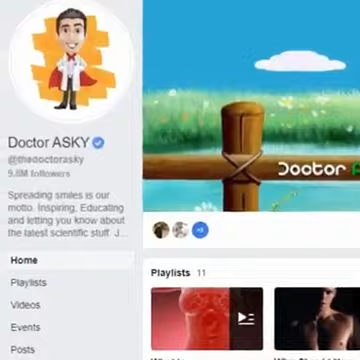 Doctor ASKY
@thedoctorasky
9.8M followers
Spreading smiles is our
motto. Inspiring, Educating
and letting you know about
the latest scientific stuff. J...
Home
Playlists
Videos
Events
Posts
Doctor
+3
Playlists 11